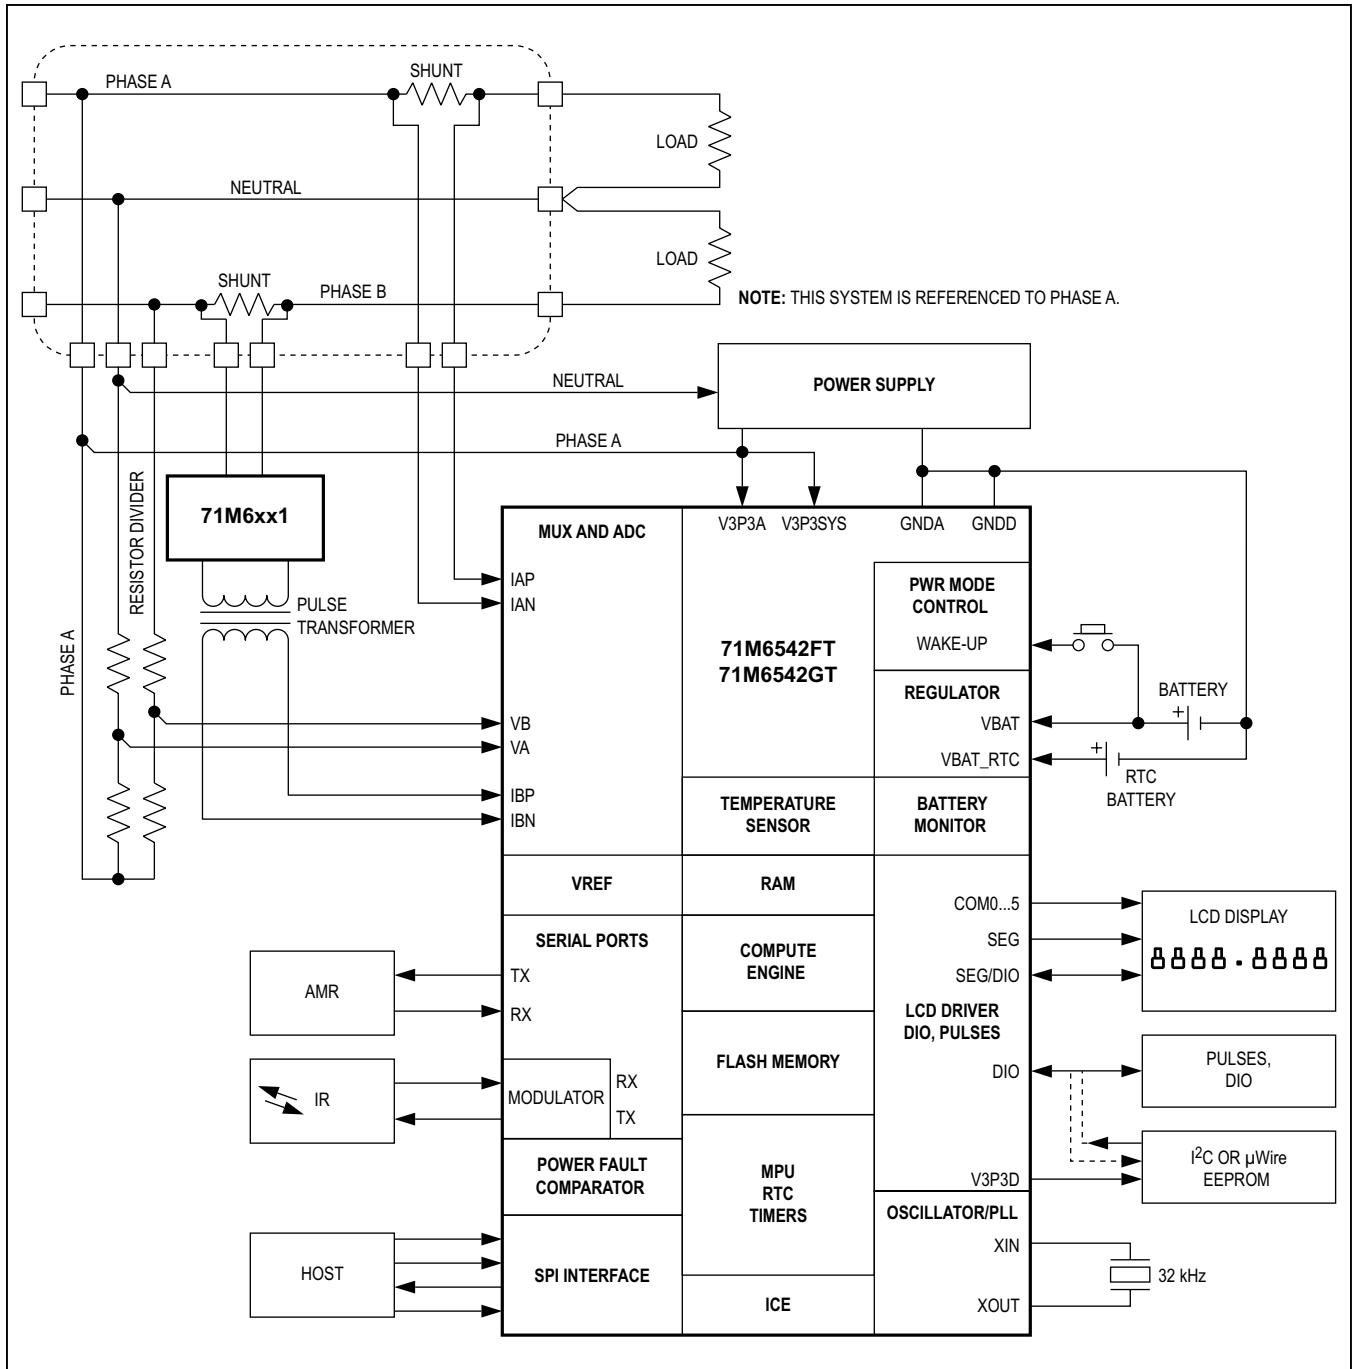 PHASE A
SHUNT
LOAD
NEUTRAL
SHUNT
PHASE B
LOAD
NOTE: THIS SYSTEM IS REFERENCED TO PHASE A.
NEUTRAL
POWER SUPPLY
PHASE A
RESISTOR DIVIDER
PHASE A
71M6xx1
PULSE
TRANSFORMER
MUX AND ADC
IAP
IAN
VB
VA
IBP
IBN
V3P3A
V3P3SYS
GNDA
GNDD
71M6542FT
71M6542GT
PWR MODE
CONTROL
WAKE-UP
REGULATOR
VBAT
VBAT_RTC
BATTERY
+
+
RTC
BATTERY
TEMPERATURE
SENSOR
BATTERY
MONITOR
VREF
RAM
SERIAL PORTS
TX
RX
AMR
COMPUTE
ENGINE
COM0...5
SEG
SEG/DIO
LCD DRIVER
DIO, PULSES
LCD DISPLAY
8888.8888
FLASH MEMORY
DIO
PULSES,
DIO
IR
MODULATOR
RX
TX
POWER FAULT
COMPARATOR
MPU
RTC
TIMERS
V3P3D
I2C OR µWire
EEPROM
OSCILLATOR/PLL
XIN
XOUT
32 kHz
HOST
SPI INTERFACE
ICE